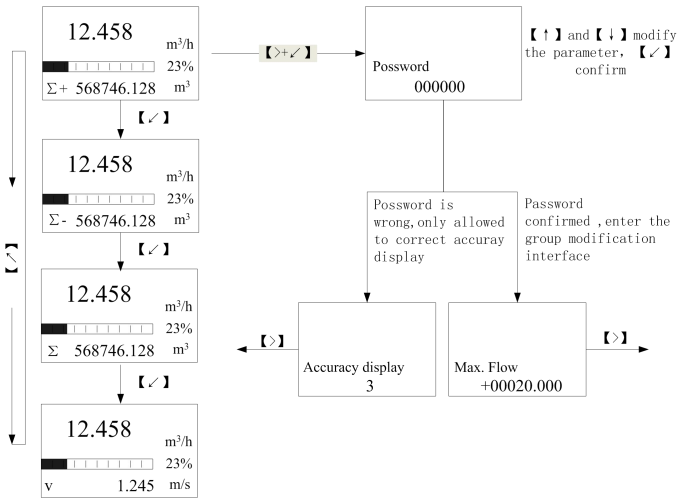 12.458
m³/h
23%
Σ+ 568746.128 m³
【↙】
12.458
m³/h
23%
Σ- 568746.128 m³
【↙】
12.458
m³/h
23%
Σ 568746.128 m³
【↙】
12.458
m³/h
23%
v 1.245 m/s
【↗】
【>+↙】
Possword
000000
【↑】and【↓】modify
the parameter, 【↙】
confirm
Possword is
wrong,only allowed
to correct accuray
display
Password
confirmed ,enter the
group modification
interface
【>】
Accuracy display
3
Max. Flow
+00020.000
【>】